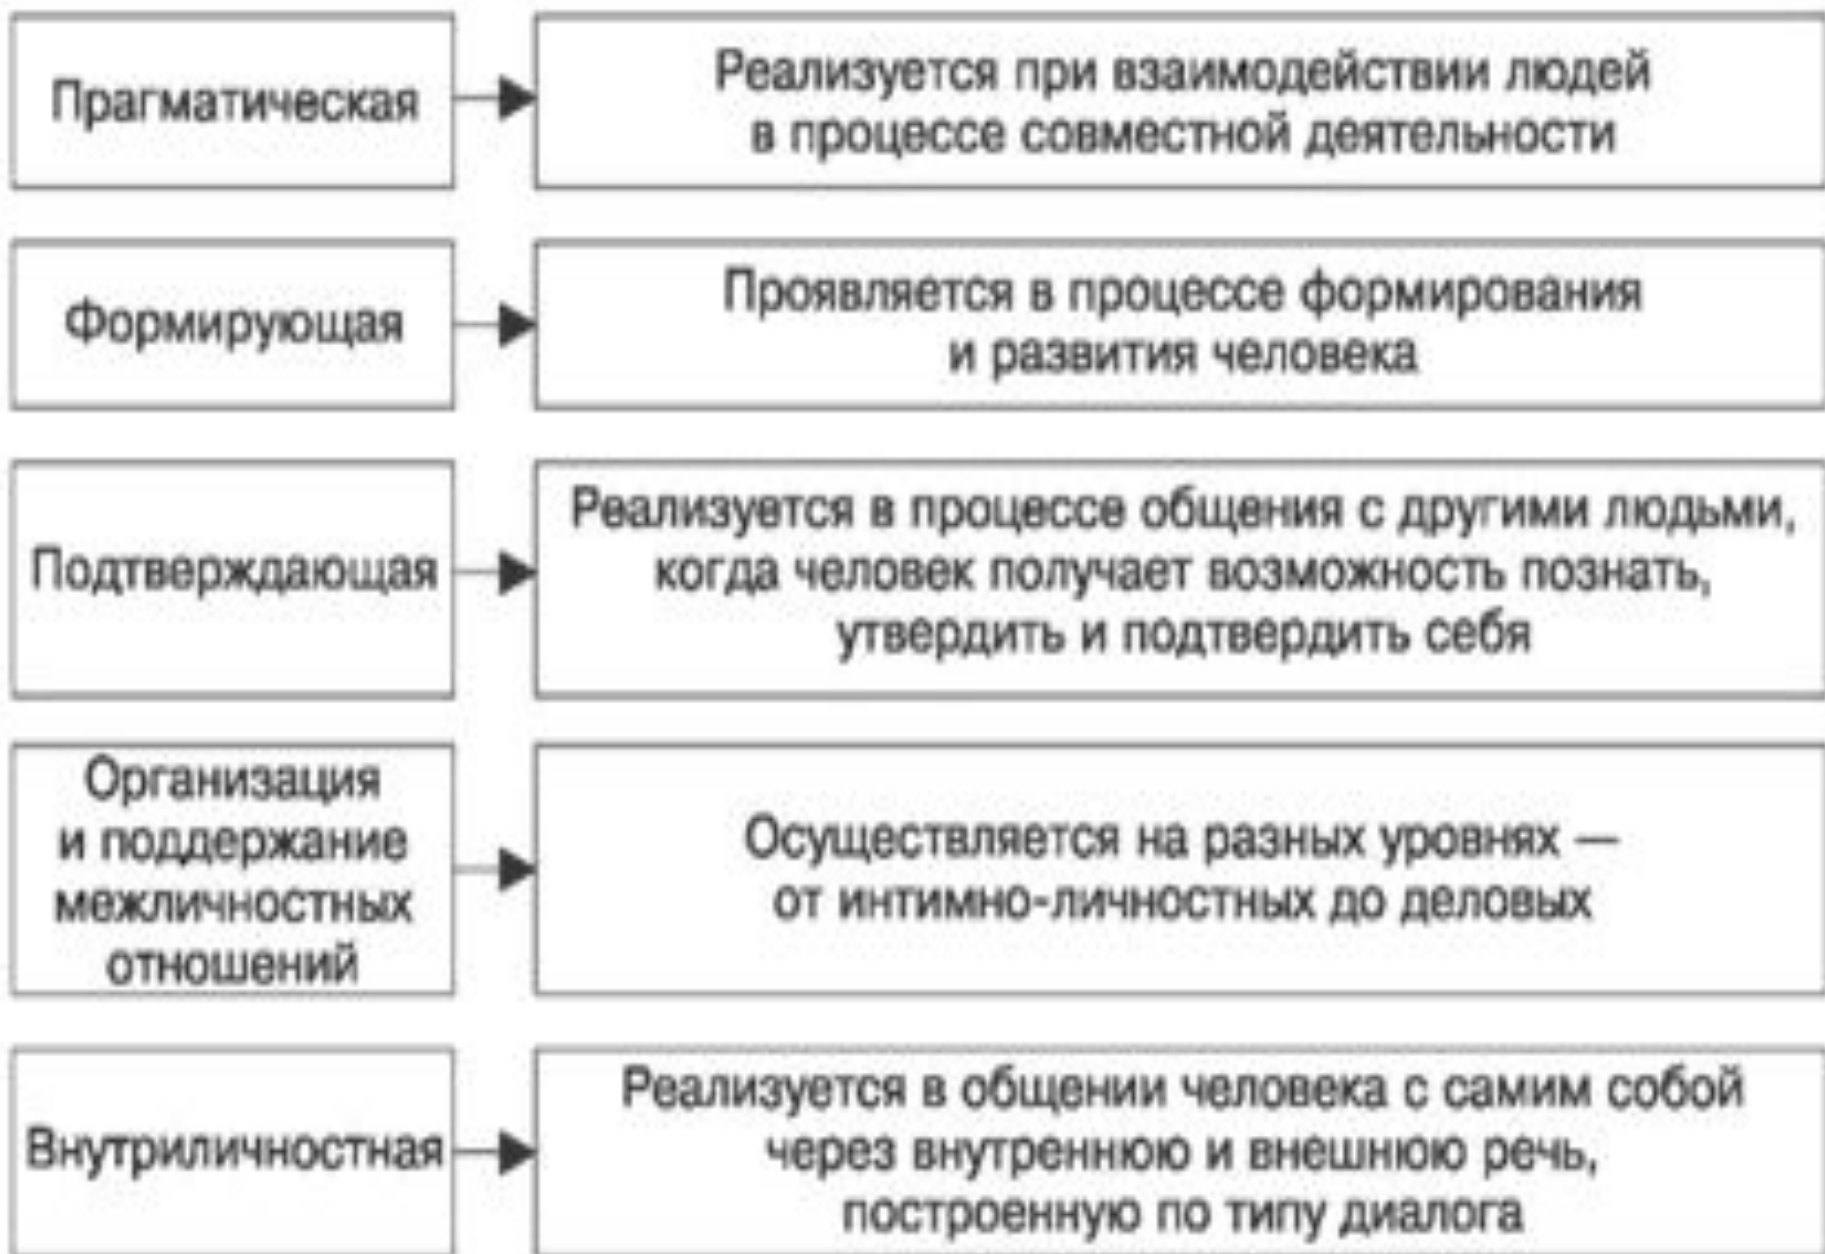 Прагматическая
Реализуется при взаимодействии людей
в процессе совместной деятельности
Формирующая
Проявляется в процессе формирования
и развития человека
Подтверждающая
Реализуется в процессе общения с другими людьми,
когда человек получает возможность познать,
утвердить и подтвердить себя
Организация
и поддержание
межличностных
отношений
Осуществляется на разных уровнях —
от интимно-личностных до деловых
Внутриличностная
Реализуется в общении человека с самим собой
через внутреннюю и внешнюю речь,
построенную по типу диалога